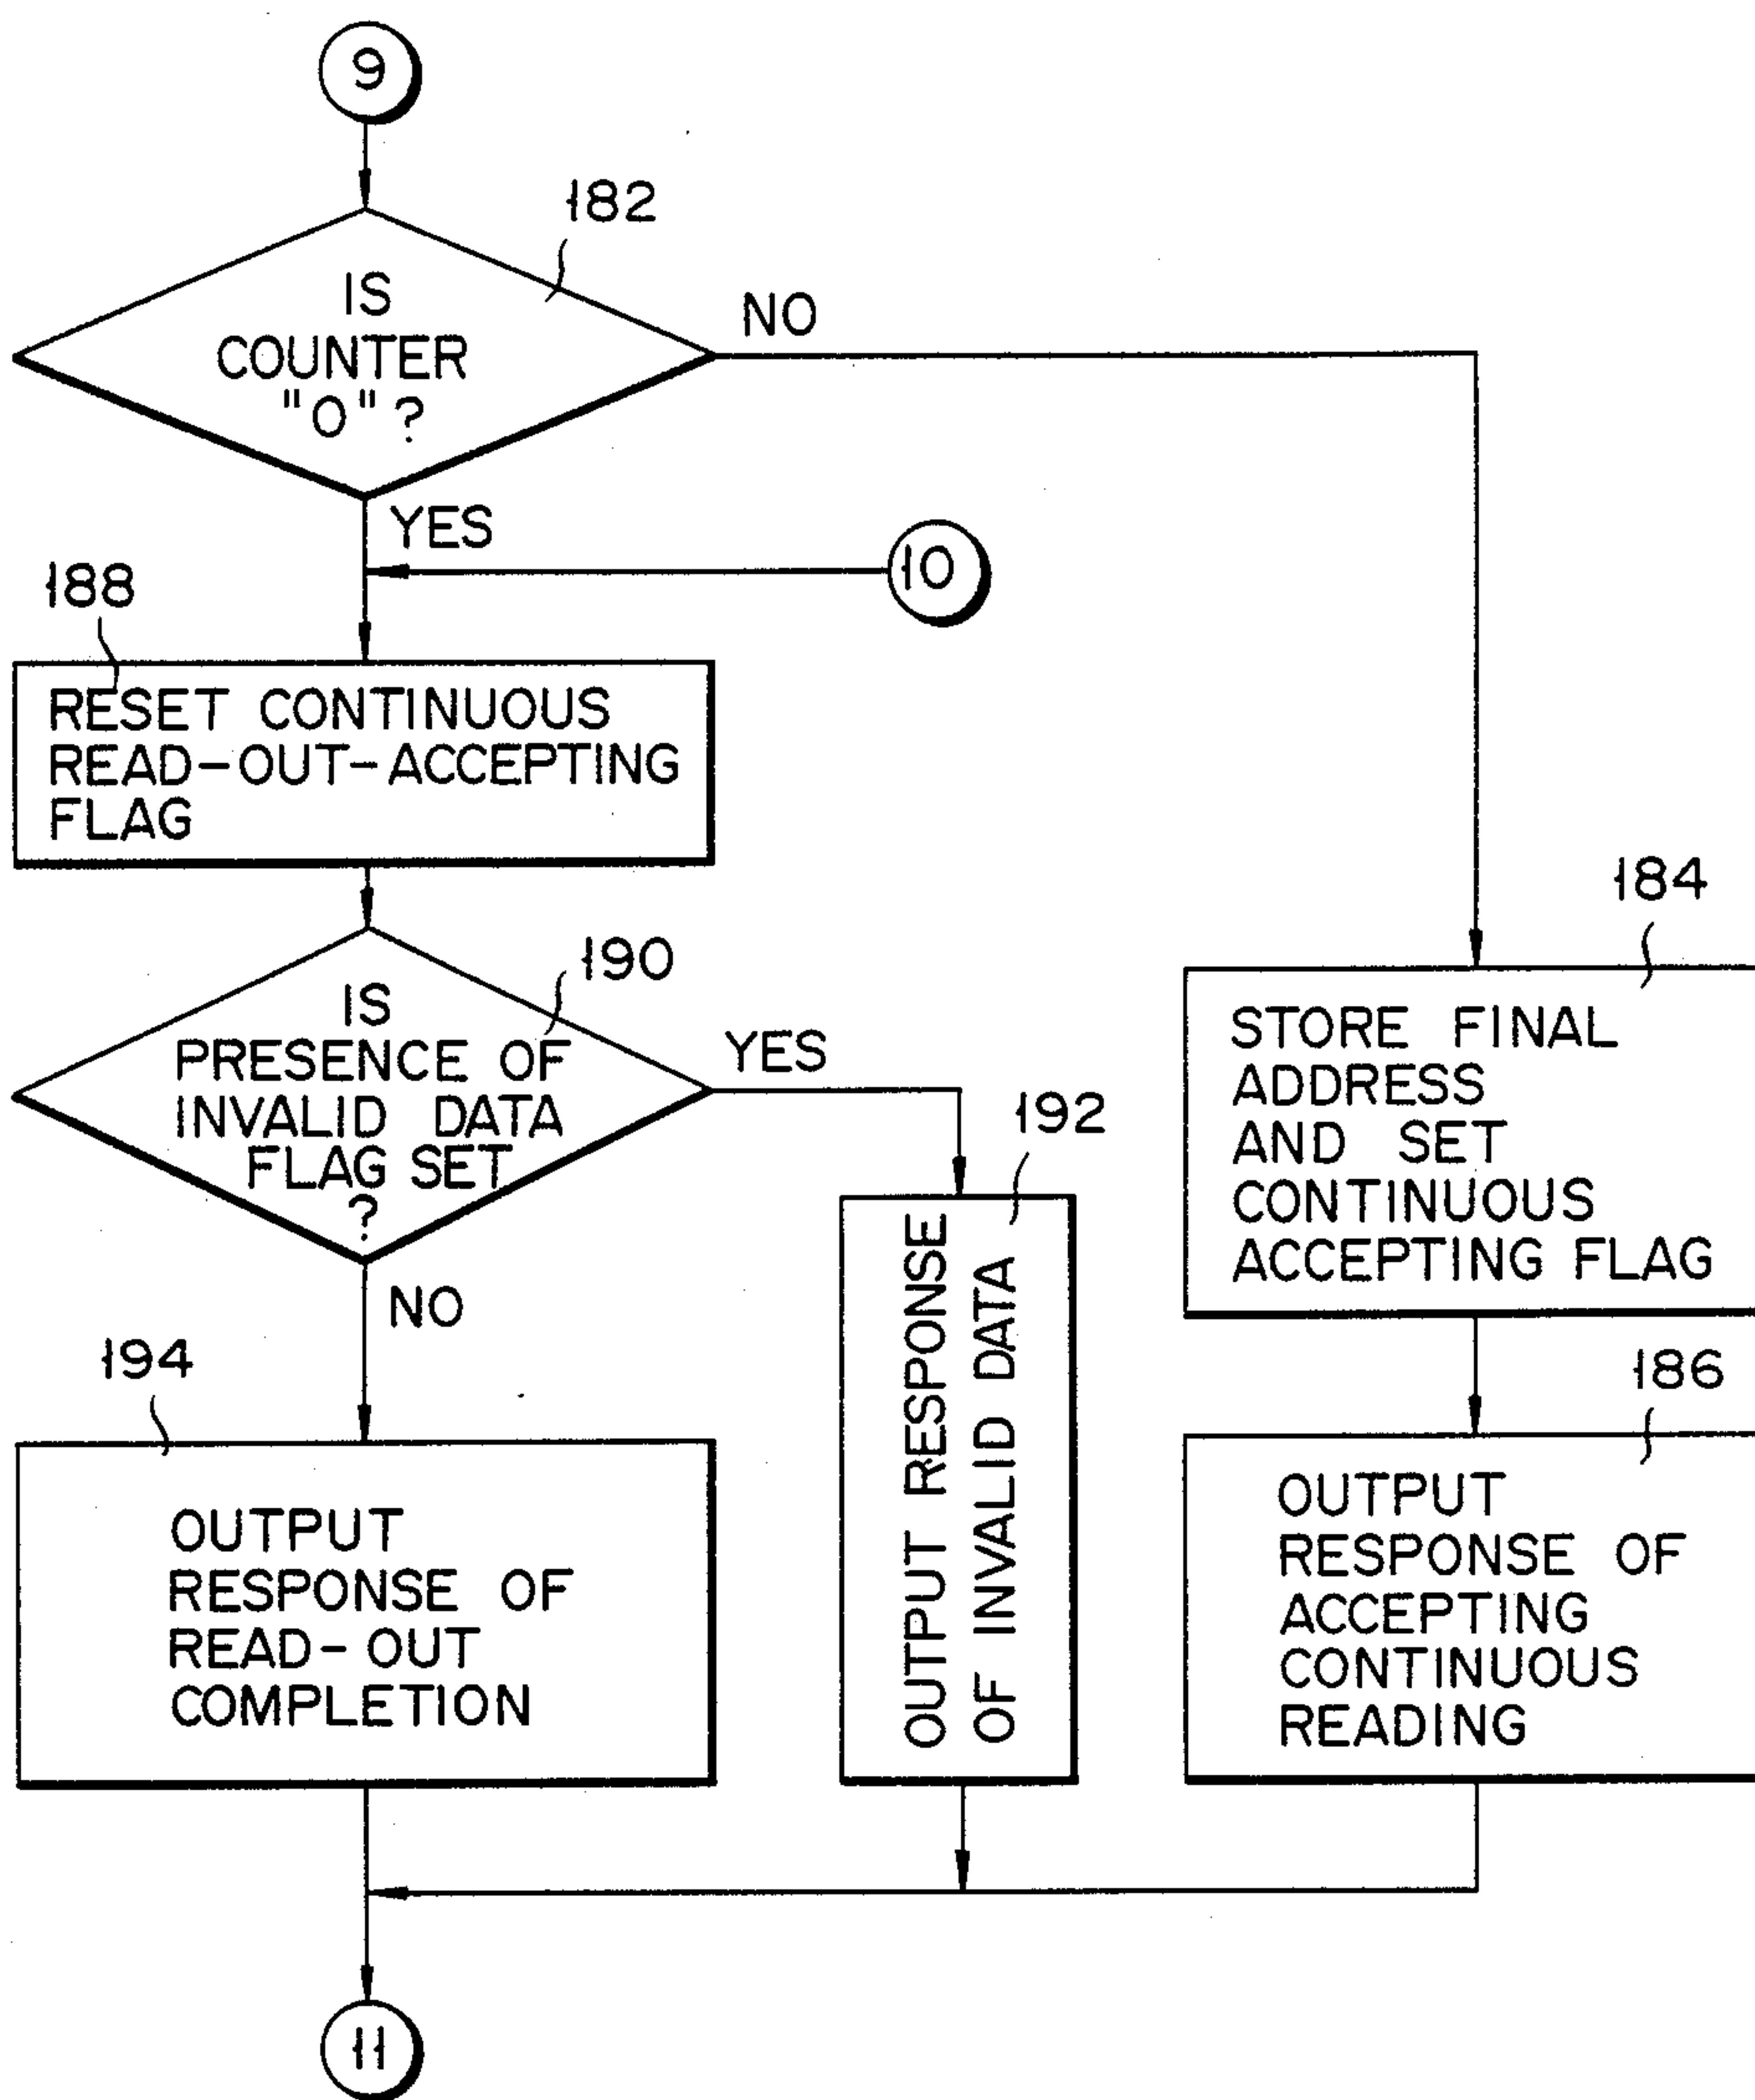 9
182
IS
COUNTER
"0"?
NO
YES
10
188
RESET CONTINUOUS
READ-OUT-ACCEPTING
FLAG
184
190
IS
PRESENCE OF
INVALID DATA
FLAG SET
?
YES
NO
STORE FINAL
ADDRESS
AND SET
CONTINUOUS
ACCEPTING FLAG
192
OUTPUT RESPONSE
OF INVALID DATA
194
OUTPUT
RESPONSE OF
READ-OUT
COMPLETION
186
OUTPUT
RESPONSE OF
ACCEPTING
CONTINUOUS
READING
11